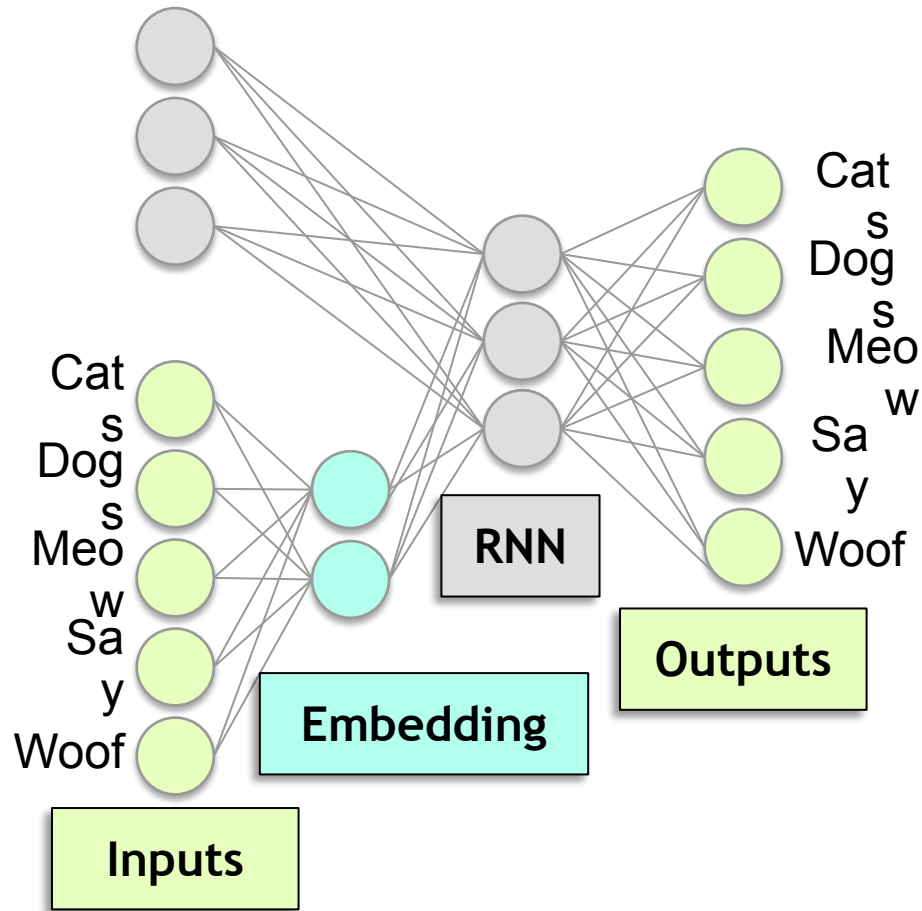 Cat
s
Dog
s
Meo
w
Sa
y
Woof
Inputs
Embedding
RNN
Cat
s
Dog
s
Meo
w
Sa
y
Woof
Outputs